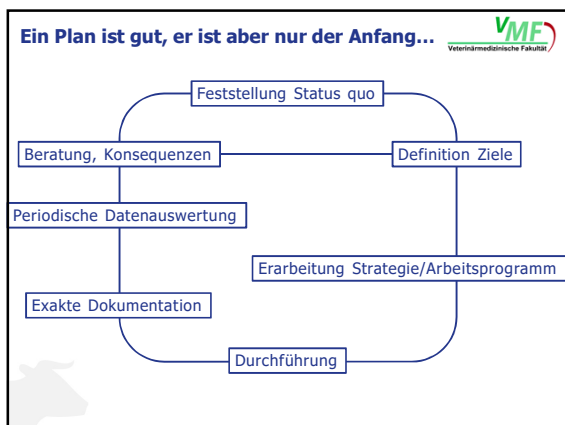 Ein Plan ist gut, er ist aber nur der Anfang...
VMF
Veterinärmedizinische Fakultät
Feststellung Status quo
Beratung, Konsequenzen
Definition Ziele
Periodische Datenauswertung
Erarbeitung Strategie/Arbeitsprogramm
Exakte Dokumentation
Durchführung